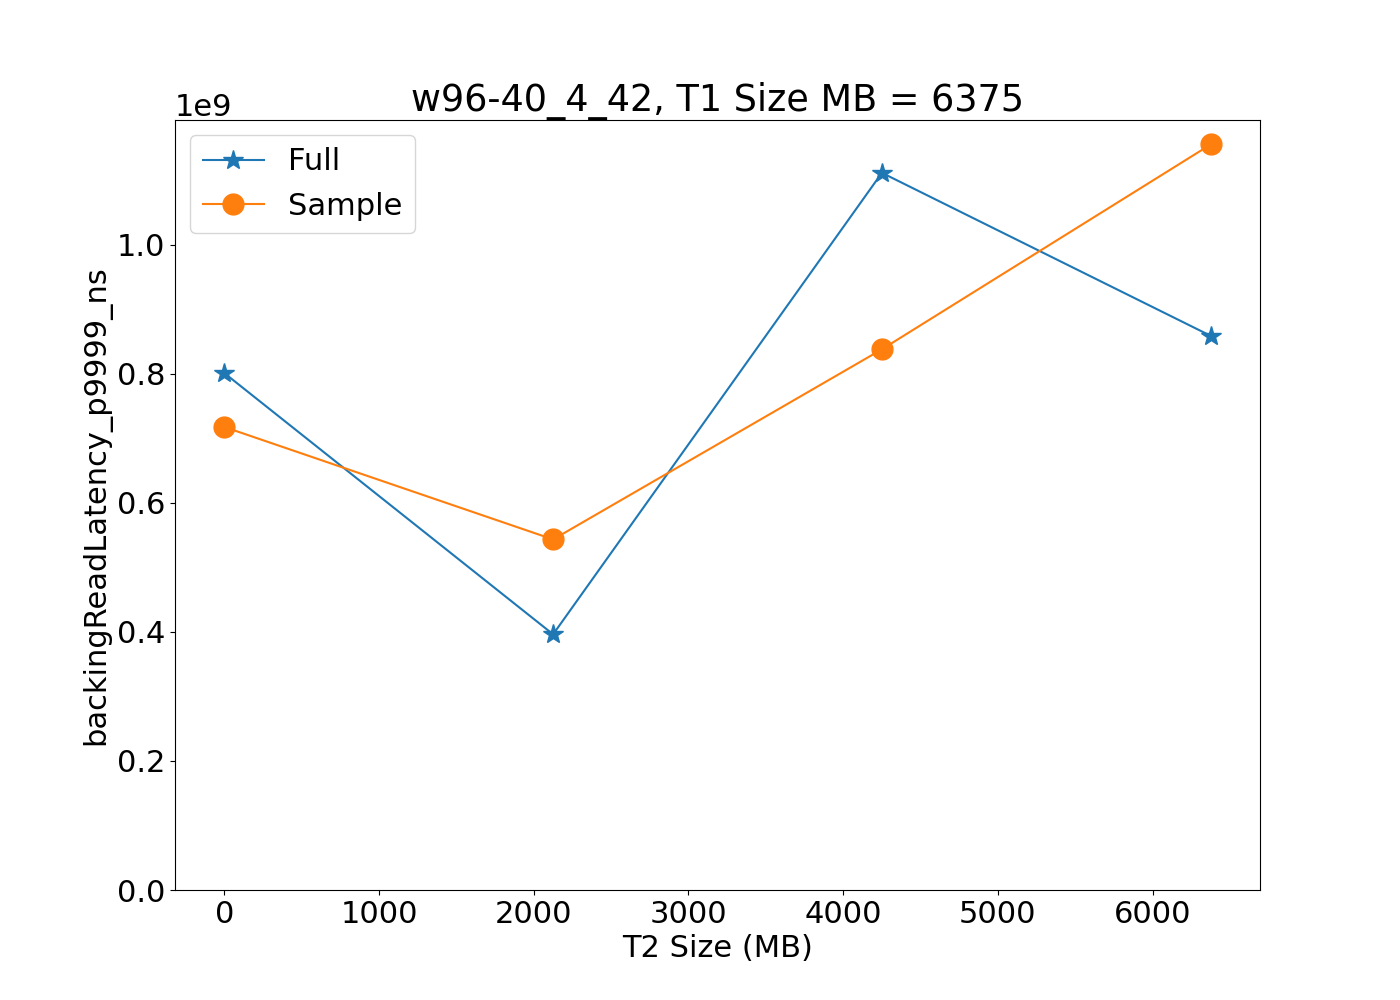 w96-40_4_42, T1 Size MB = 6375
1e9
Full
Sample
1.0
0.8
0.6
0.4
0.2
0.0
backingReadLatency_p9999_ns
0 1000 2000 3000 4000 5000 6000
T2 Size (MB)